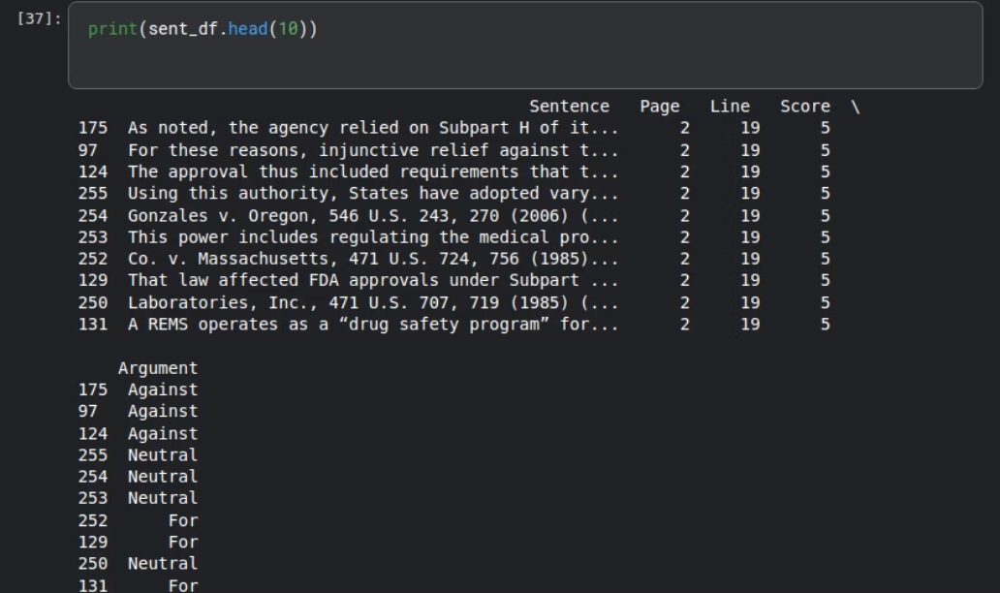 [37]: print(sent_df.head(10))
Sentence Page Line Score \
175 As noted, the agency relied on Subpart H of it... 2 19 5
97 For these reasons, injunctive relief against t... 2 19 5
124 The approval thus included requirements that t... 2 19 5
255 Using this authority, States have adopted vary... 2 19 5
254 Gonzales v. Oregon, 546 U.S. 243, 270 (2006) (... 2 19 5
253 This power includes regulating the medical pro... 2 19 5
252 Co. v. Massachusetts, 471 U.S. 724, 756 (1985)... 2 19 5
129 That law affected FDA approvals under Subpart ... 2 19 5
250 Laboratories, Inc., 471 U.S. 707, 719 (1985) (... 2 19 5
131 A REMS operates as a “drug safety program” for... 2 19 5
Argument
175 Against
97 Against
124 Against
255 Neutral
254 Neutral
253 Neutral
252 For
129 For
250 Neutral
131 For